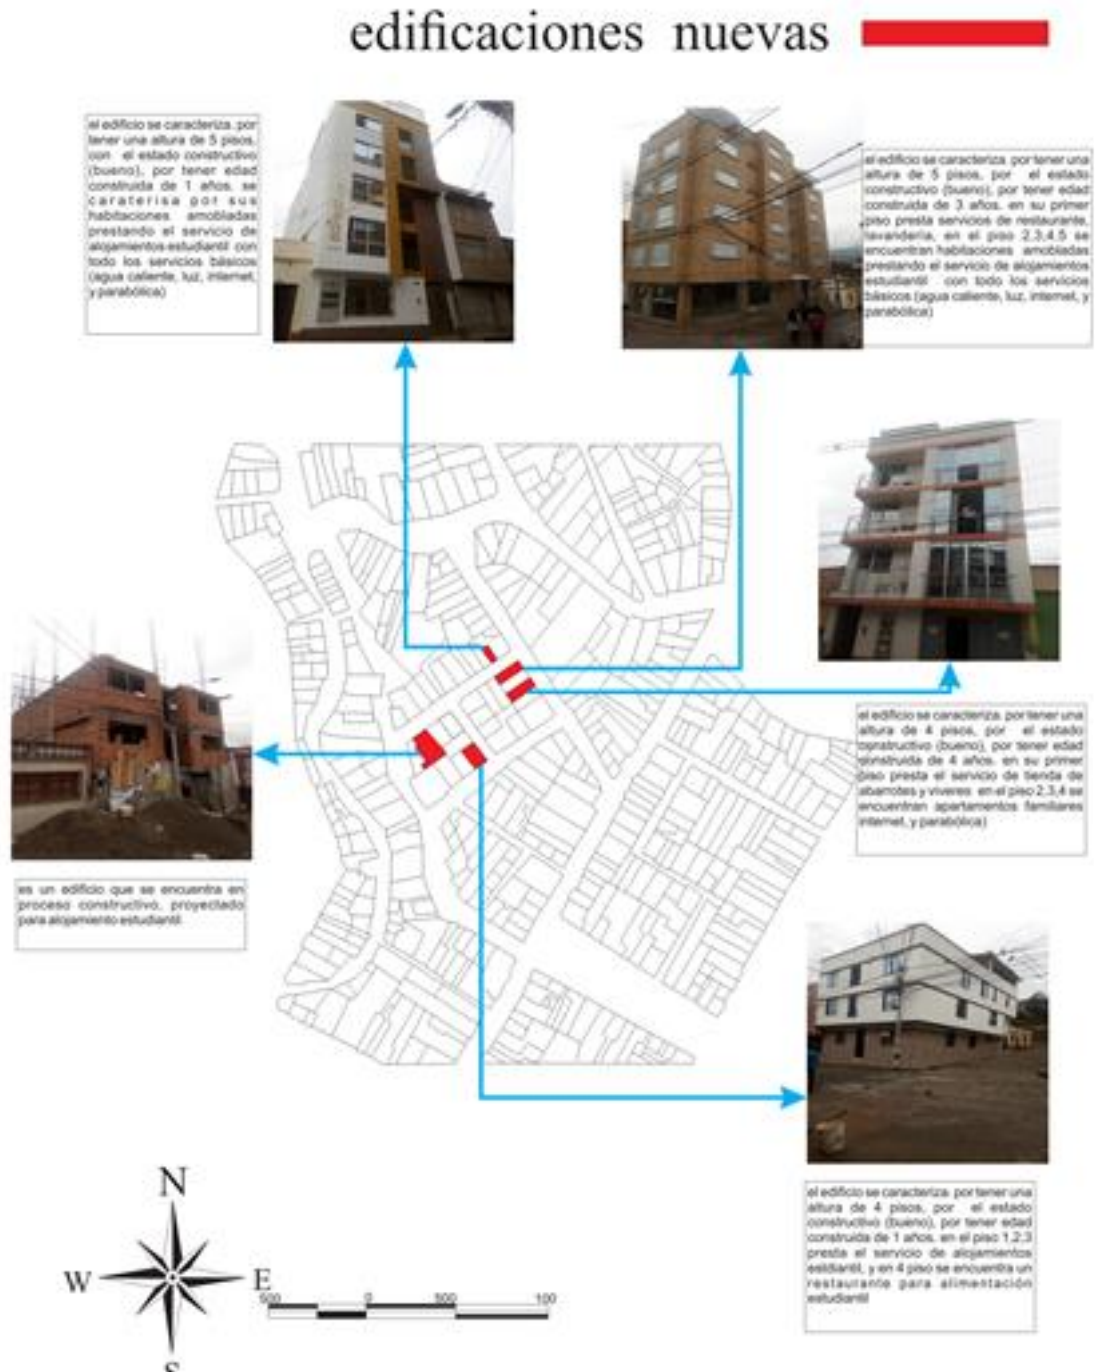 edificaciones nuevas
el edificio se caracteriza. por
tener una altura de 5 pisos,
con el estado constructivo
(bueno), por tener edad
construida de 1 años. se
caraterisa por sus
habitaciones amobladas
prestando el servicio de
alojamientos estudiantil con
todo los servicios básicos
(agua caliente, luz, internet,
y parabólica)
el edificio se caracteriza. por tener una
altura de 5 pisos, por el estado
constructivo (bueno), por tener edad
construida de 3 años. en su primer
piso presta servicios de restaurante,
lavandería, en el piso 2,3,4,5 se
encuentran habitaciones amobladas
prestando el servicio de alojamientos
estudiantil con todo los servicios
básicos (agua caliente, luz, internet, y
parabólica)
el edificio se caracteriza. por tener una
altura de 4 pisos, por el estado
constructivo (bueno), por tener edad
construida de 4 años. en su primer
piso presta el servicio de tienda de
abarrotes y viveres en el piso 2,3,4 se
encuentran apartamentos familiares
internet, y parabólica)
es un edificio que se encuentra en
proceso constructivo, proyectado
para alojamiento estudiantil
el edificio se caracteriza. por tener una
altura de 4 pisos, por el estado
constructivo (bueno), por tener edad
construida de 1 años. en el piso 1,2,3
presta el servicio de alojamientos
estdiantil, y en 4 piso se encuentra un
restaurante para alimentación
estudiantil
N
W E
S
500 0 500 100